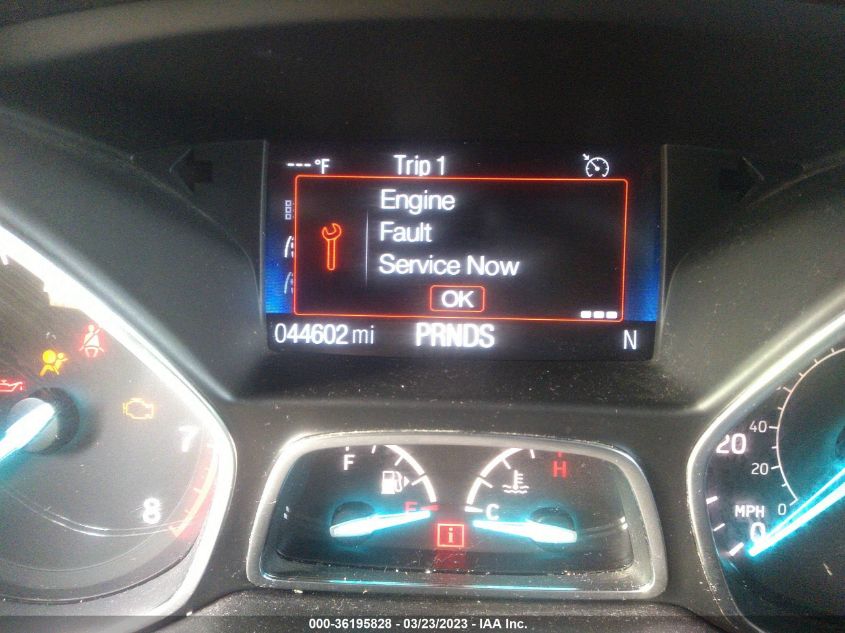 --- °F Trip 1
Engine
Fault
Service Now
OK
044602 mi PRNDS N
7
8
F
E
H
C
i
40
20
20
0
MPH
0
000-36195828 - 03/23/2023 - IAA Inc.